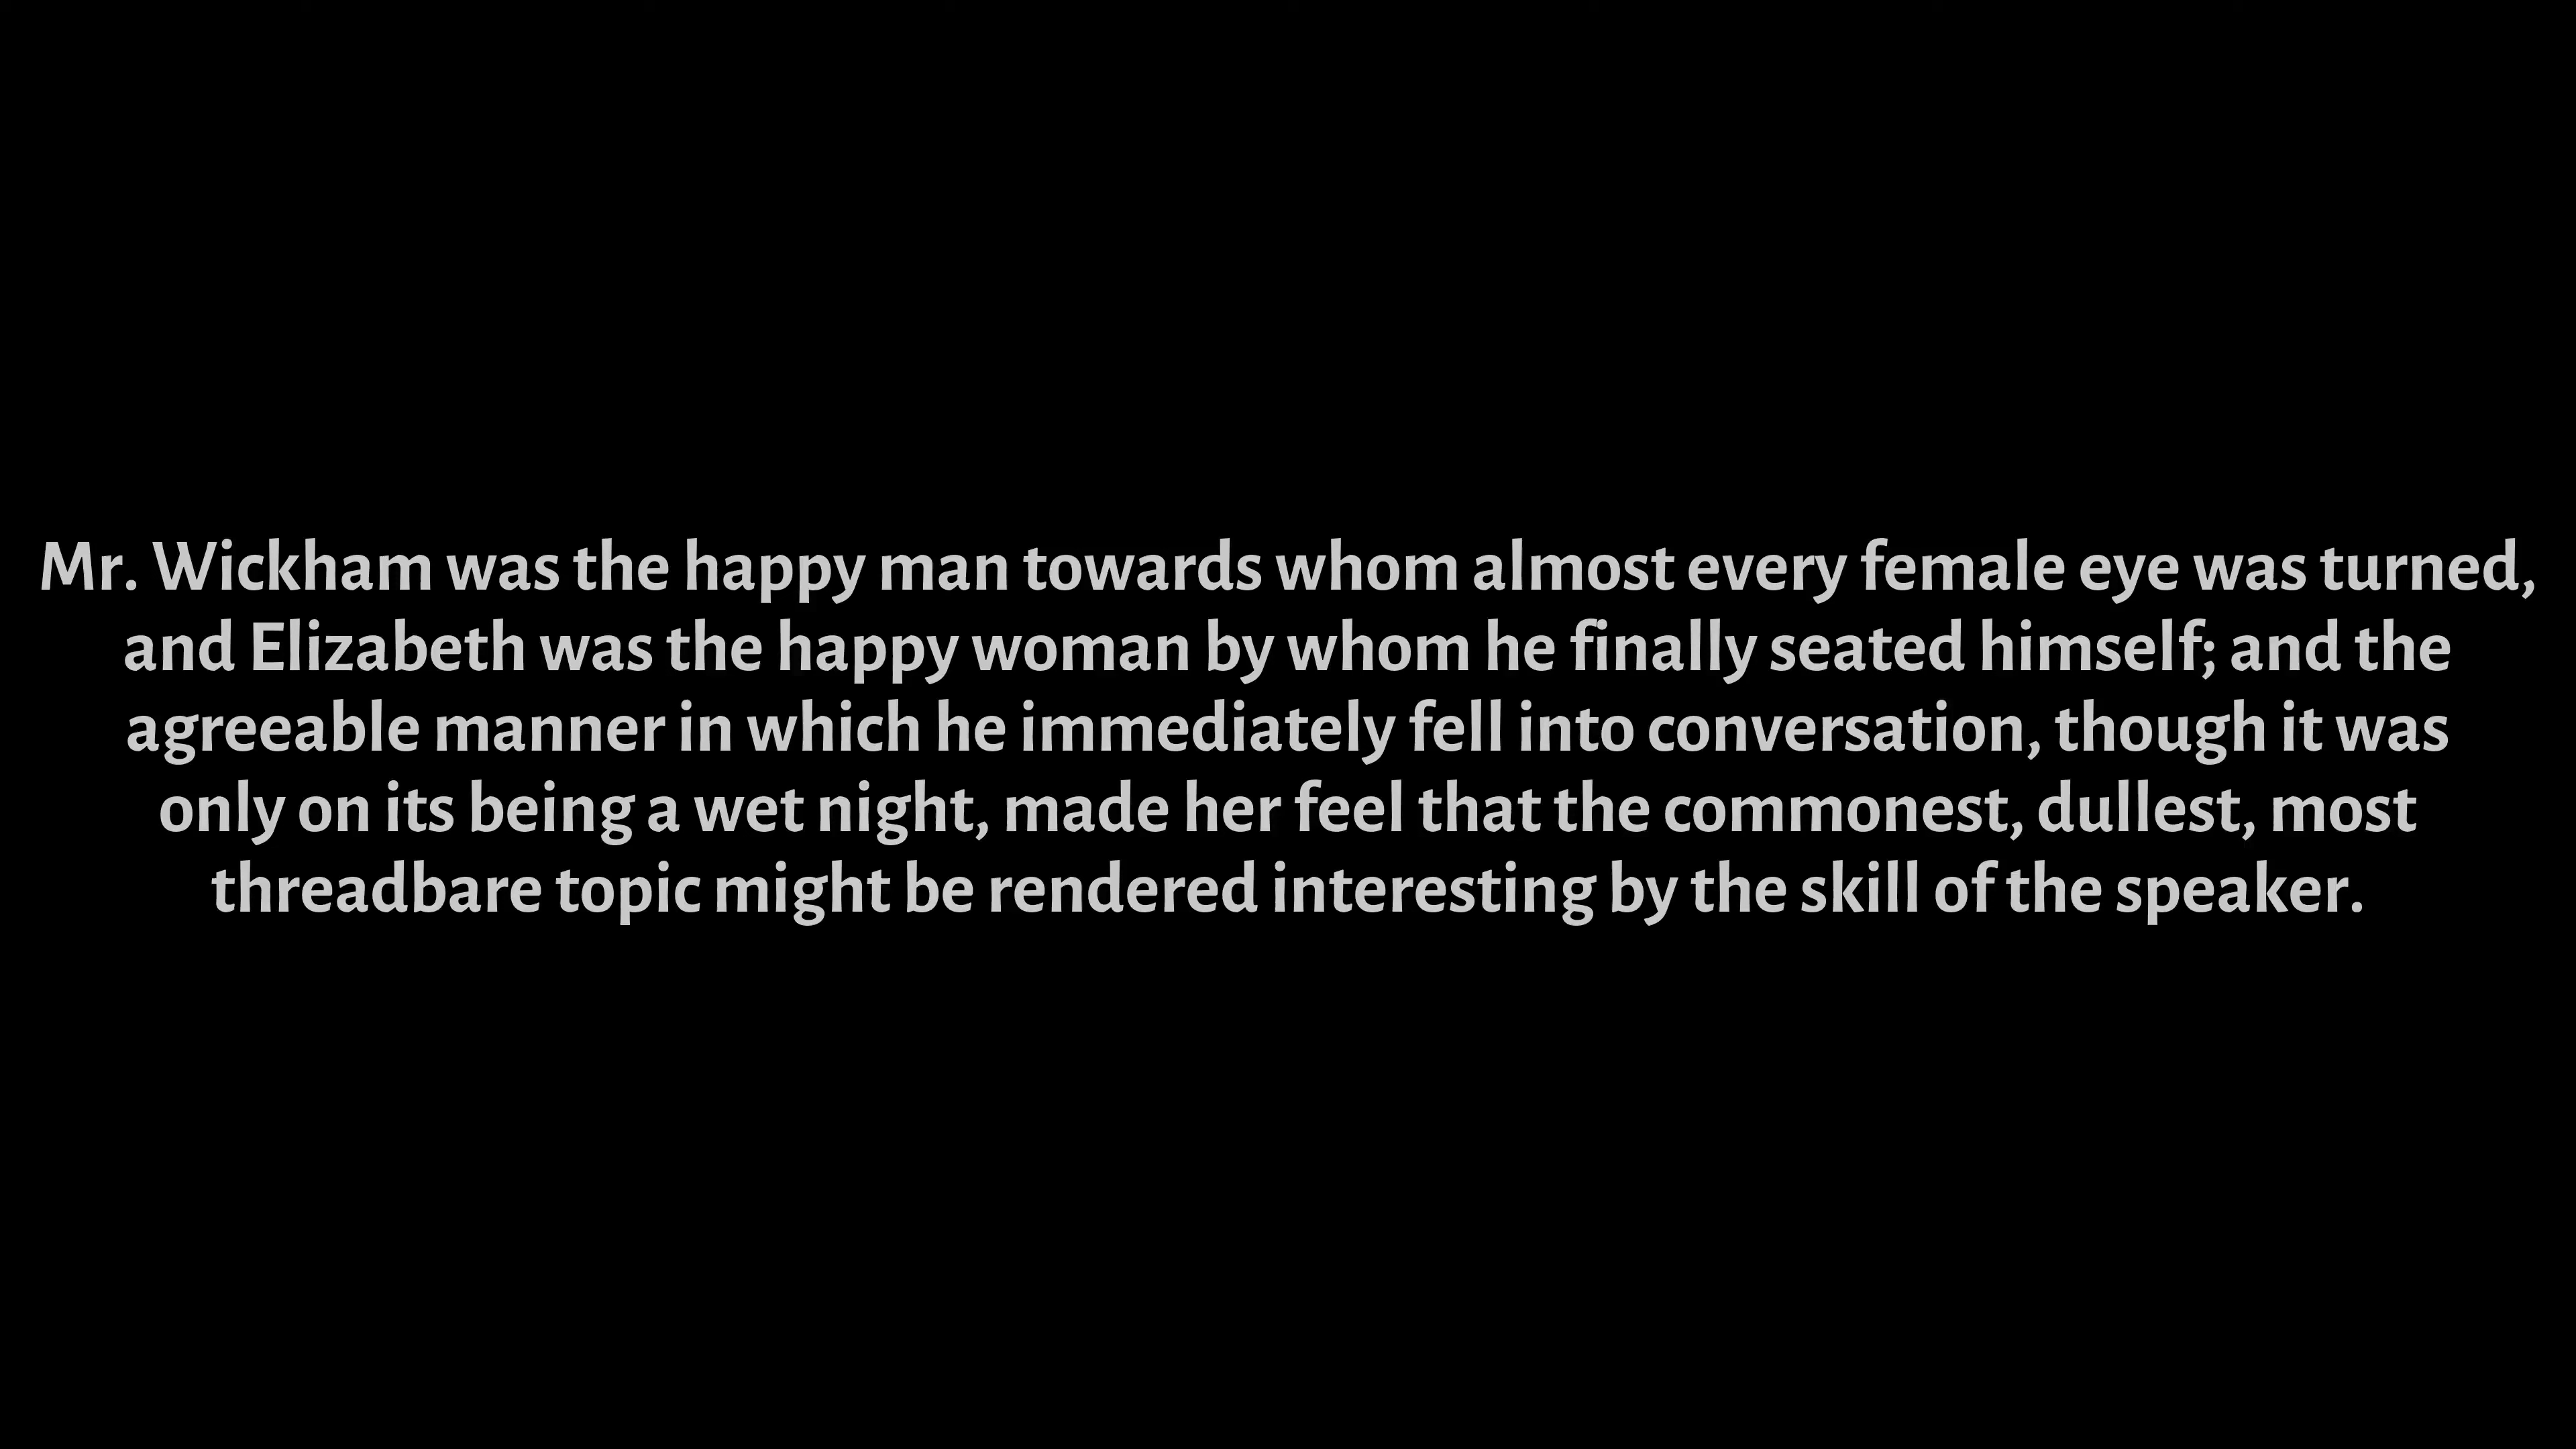 Mr. Wickham was the happy man towards whom almost every female eye was turned,
and Elizabeth was the happy woman by whom he finally seated himself; and the
agreeable manner in which he immediately fell into conversation, though it was
only on its being a wet night, made her feel that the commonest, dullest, most
threadbare topic might be rendered interesting by the skill of the speaker.